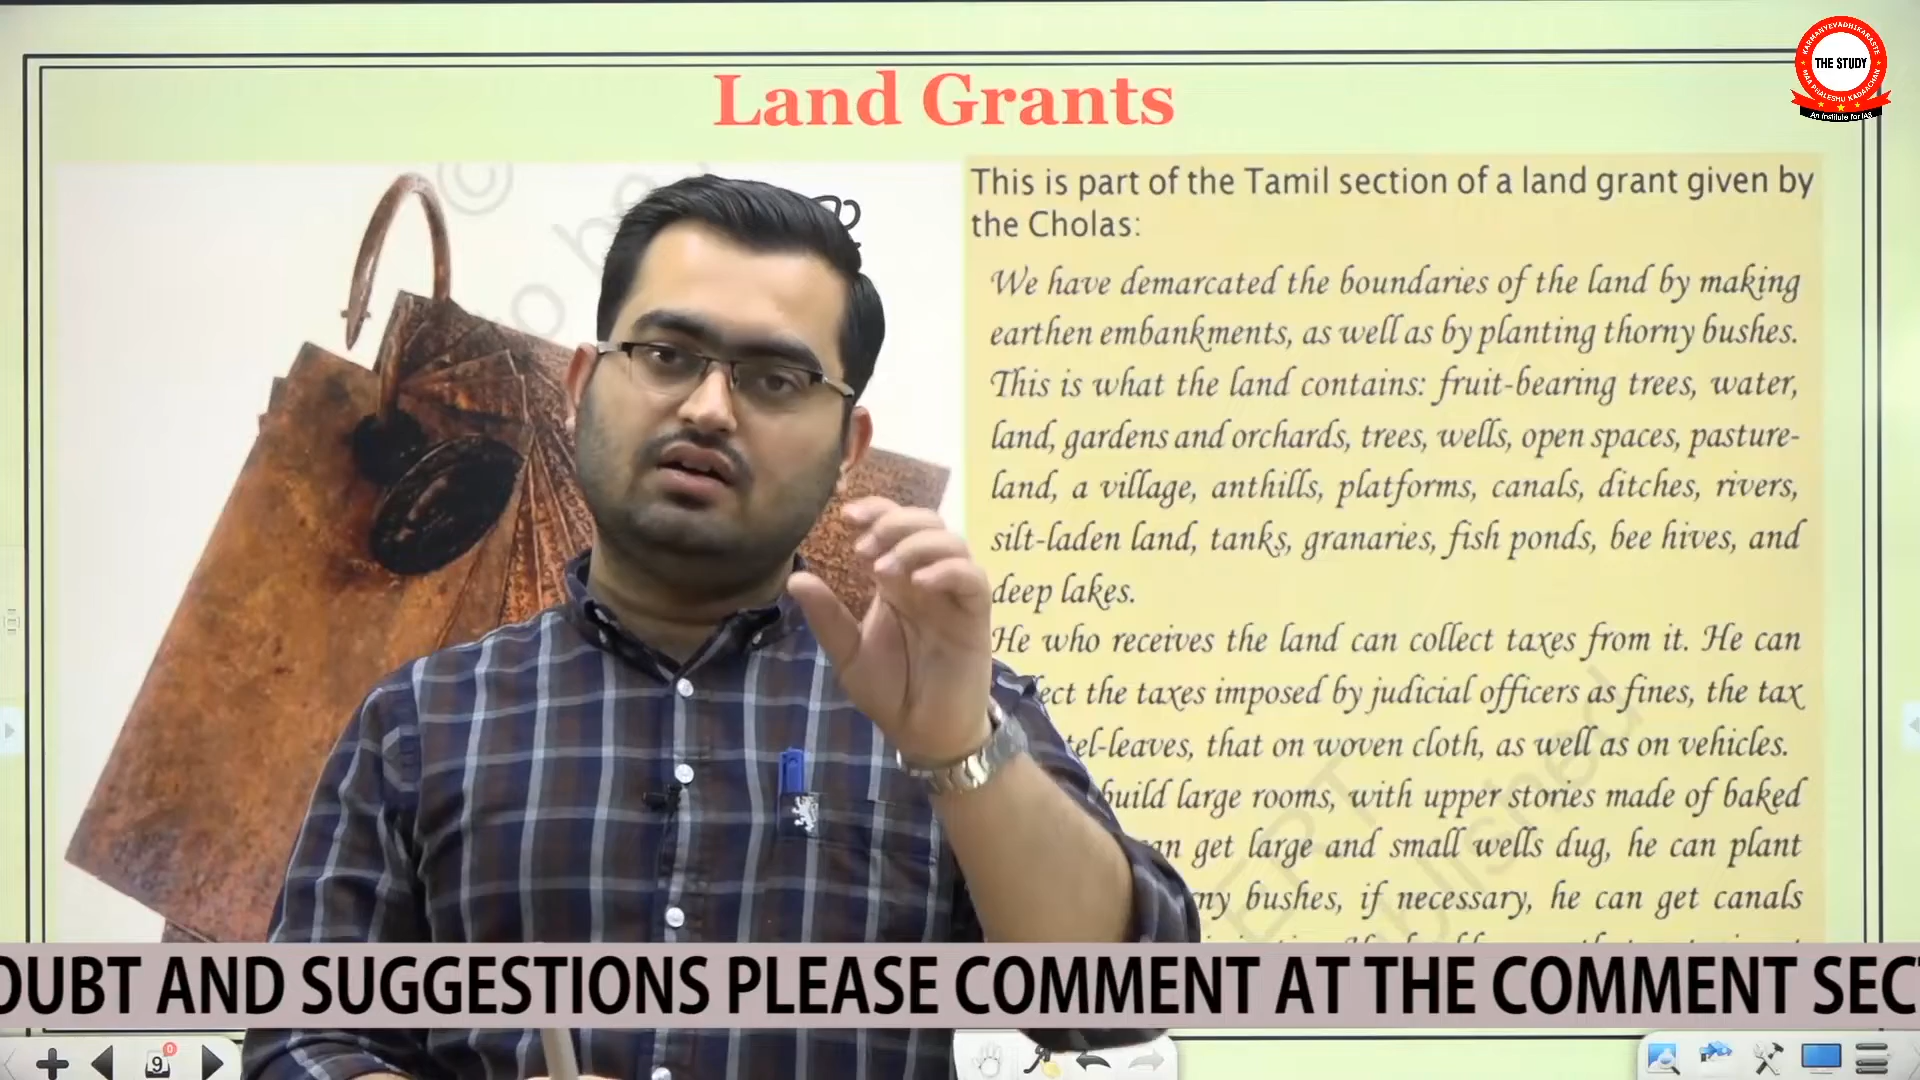 Land Grants
KARMANYEVADHIKARASTE
THE STUDY
MAA PHALESHU KADAACHAN
An Institute for IAS
This is part of the Tamil section of a land grant given by
the Cholas:
We have demarcated the boundaries of the land by making
earthen embankments, as well as by planting thorny bushes.
This is what the land contains: fruit-bearing trees, water,
land, gardens and orchards, trees, wells, open spaces, pasture-
land, a village, anthills, platforms, canals, ditches, rivers,
silt-laden land, tanks, granaries, fish ponds, bee hives, and
deep lakes.
He who receives the land can collect taxes from it. He can
the taxes imposed by judicial officers as fines, the tax
leaves, that on woven cloth, as well as on vehicles.
build large rooms, with upper stories made of baked
get large and small wells dug, he can plant
bushes, if necessary, he can get canals
AND SUGGESTIONS PLEASE COMMENT AT THE COMMENT
9
0